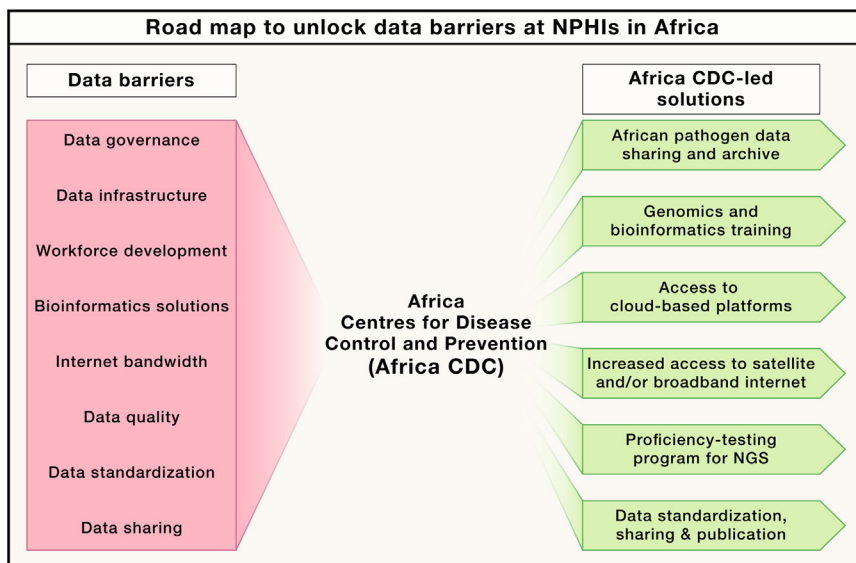 Road map to unlock data barriers at NPHIs in Africa
Data barriers
Data governance
Data infrastructure
Workforce development
Bioinformatics solutions
Internet bandwidth
Data quality
Data standardization
Data sharing
Africa
Centres for Disease
Control and Prevention
(Africa CDC)
Africa CDC-led
solutions
African pathogen data
sharing and archive
Genomics and
bioinformatics training
Access to
cloud-based platforms
Increased access to satellite
and/or broadband internet
Proficiency-testing
program for NGS
Data standardization,
sharing & publication